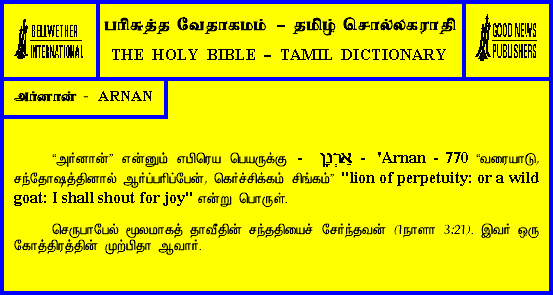 BELLWETHER
INTERNATIONAL
பரிசுத்த வேதாகமம் – தமிழ் சொல்லகராதி
THE HOLY BIBLE – TAMIL DICTIONARY
GOOD NEWS
PUBLISHERS
அர்னான் - ARNAN
“அர்னான்” என்னும் எபிரெய பெயருக்கு - אַרְנָן - 'Arnan - 770 “வரையாடு,
சந்தோஷத்தினால் ஆர்ப்பரிப்பேன், கெர்ச்சிக்கம் சிங்கம்” "lion of perpetuity: or a wild
goat: I shall shout for joy" என்று பொருள்.
செருபாபேல் மூலமாகத் தாவீதின் சந்ததியைச் சேர்ந்தவன் (1நாளா 3:21). இவர் ஒரு
கோத்திரத்தின் முற்பிதா ஆவார்.